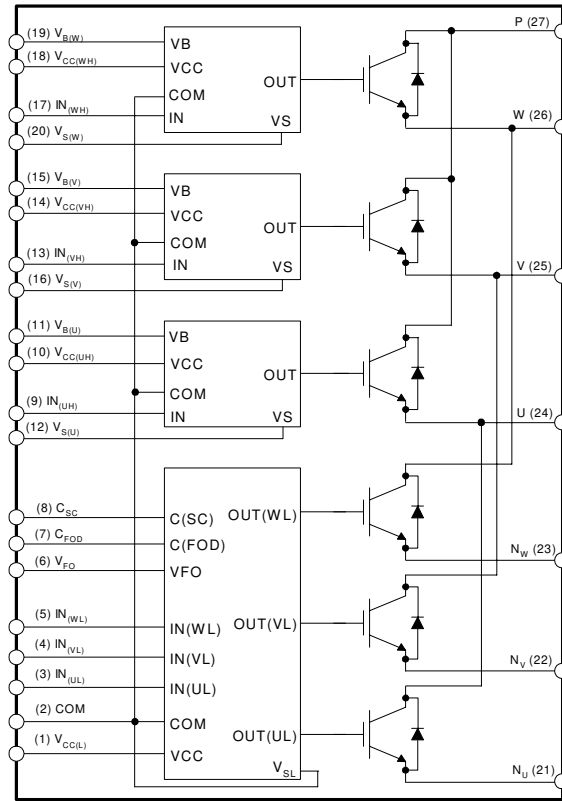 (19) VB(W)
(18) VCC(WH)
(17) IN(WH)
(20) VS(W)
VB
VCC
COM
IN
OUT
VS
P (27)
W (26)
(15) VB(V)
(14) VCC(VH)
(13) IN(VH)
(16) VS(V)
VB
VCC
COM
IN
OUT
VS
V (25)
(11) VB(U)
(10) VCC(UH)
(9) IN(UH)
(12) VS(U)
VB
VCC
COM
IN
OUT
VS
U (24)
(8) CSC
(7) CFOD
(6) VFO
(5) IN(WL)
(4) IN(VL)
(3) IN(UL)
(2) COM
(1) VCC(L)
C(SC)
C(FOD)
VFO
IN(WL)
IN(VL)
IN(UL)
COM
VCC
OUT(WL)
OUT(VL)
OUT(UL)
VSL
NW (23)
NV (22)
NU (21)